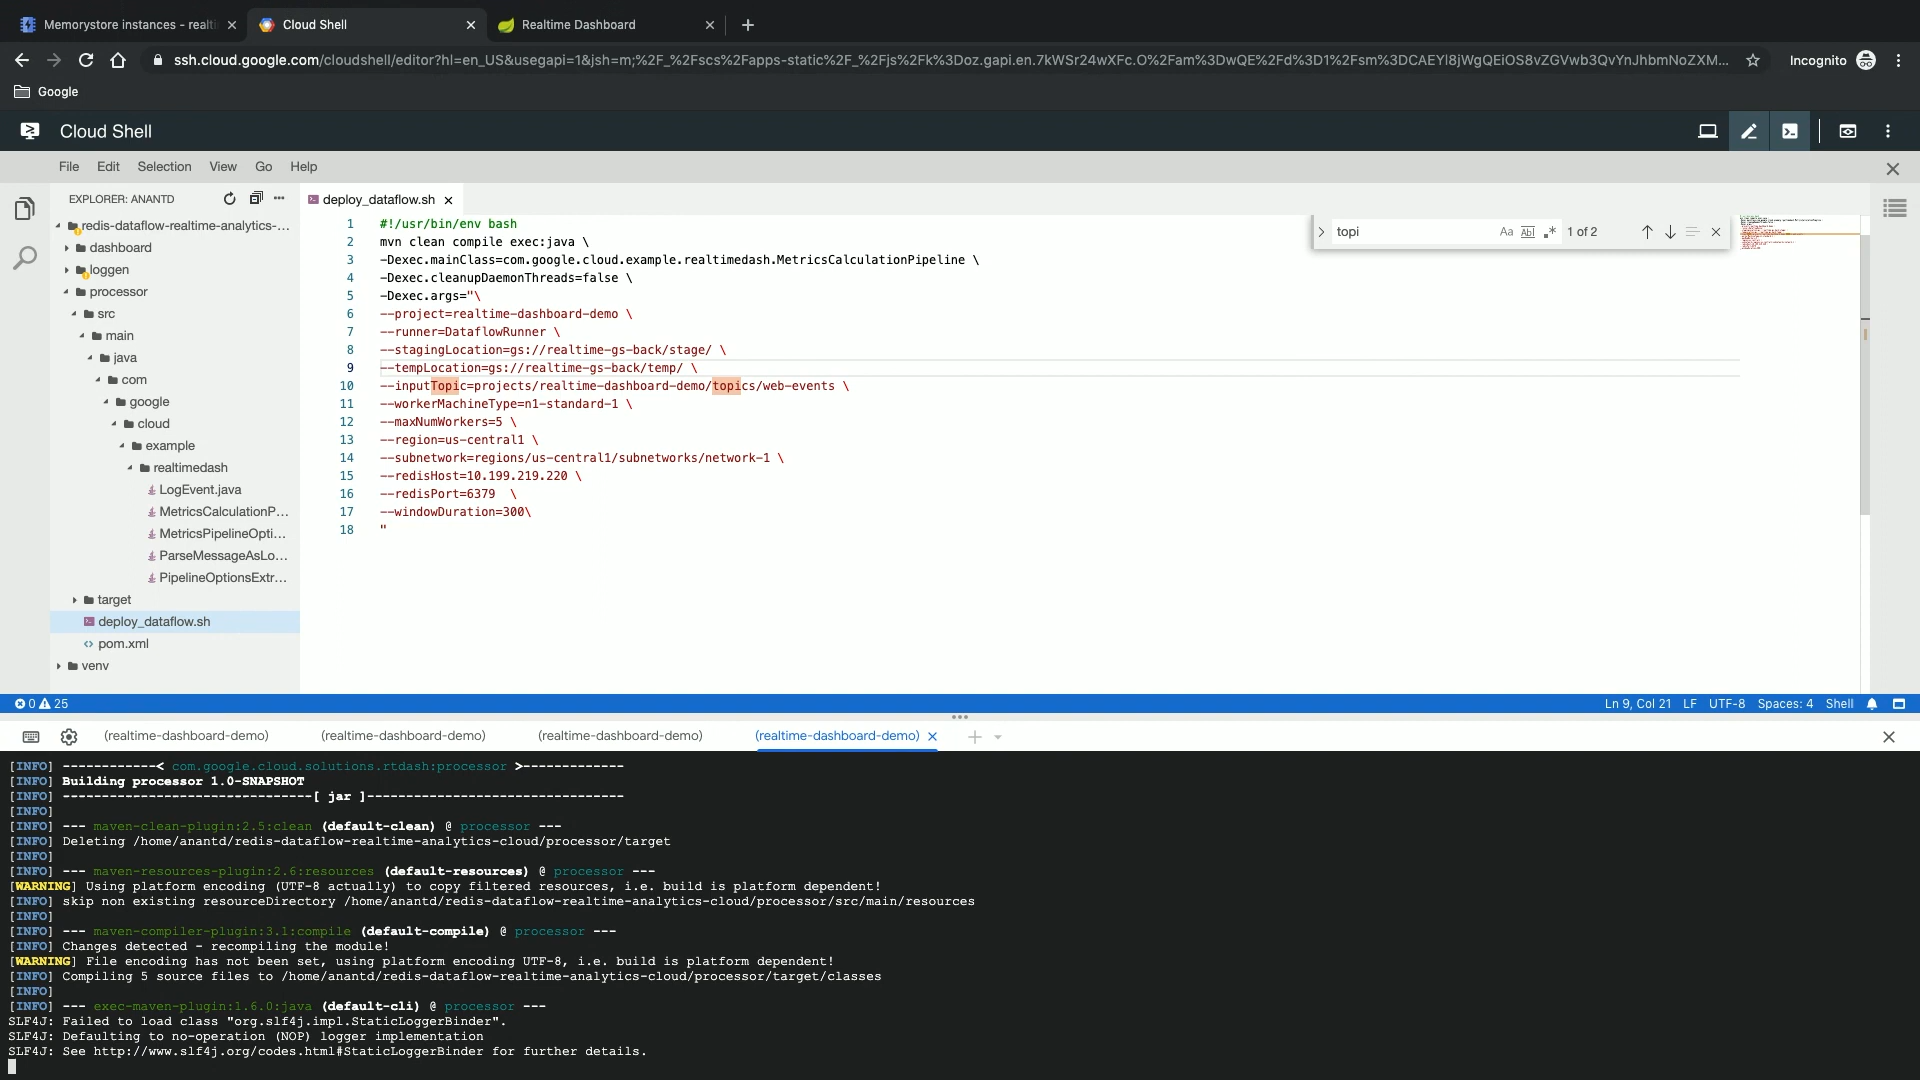 Memorystore instances - realti
Cloud Shell
Realtime Dashboard
ssh.cloud.google.com/cloudshell/editor?hl=en_US&usegapi=1&jsh=m;%2F_%2Fscs%2Fapps-static%2F_%2Fjs%2Fk%3Doz.gapi.en.7kWSr24wXFc.O%2Fam%3DwQE%2Fd%3D1%2Fsm%3DCAEYl8jWgQEiOS8vZGVwb3QvYnJhbmNoZXM...
Incognito
Google
Cloud Shell
File Edit Selection View Go Help
EXPLORER: ANANTD
redis-dataflow-realtime-analytics-...
dashboard
loggen
processor
src
main
java
com
google
cloud
example
realtimedash
LogEvent.java
MetricsCalculationP...
MetricsPipelineOpti...
ParseMessageAsLo...
PipelineOptionsExtr...
target
deploy_dataflow.sh
pom.xml
venv
deploy_dataflow.sh
topi Aa Abl .* 1 of 2
1 #!/usr/bin/env bash
2 mvn clean compile exec:java \
3 -Dexec.mainClass=com.google.cloud.example.realtimedash.MetricsCalculationPipeline \
4 -Dexec.cleanupDaemonThreads=false \
5 -Dexec.args="\
6 --project=realtime-dashboard-demo \
7 --runner=DataflowRunner \
8 --stagingLocation=gs://realtime-gs-back/stage/ \
9 --tempLocation=gs://realtime-gs-back/temp/ \
10 --inputTopic=projects/realtime-dashboard-demo/topics/web-events \
11 --workerMachineType=n1-standard-1 \
12 --maxNumWorkers=5 \
13 --region=us-central1 \
14 --subnetwork=regions/us-central1/subnetworks/network-1 \
15 --redisHost=10.199.219.220 \
16 --redisPort=6379  \
17 --windowDuration=300\
18 "
0 25
Ln 9, Col 21 LF UTF-8 Spaces: 4 Shell
(realtime-dashboard-demo) (realtime-dashboard-demo) (realtime-dashboard-demo) (realtime-dashboard-demo)
[INFO] ------------< com.google.cloud.solutions.rtdash:processor >-------------
[INFO] Building processor 1.0-SNAPSHOT
[INFO] --------------------------------[ jar ]---------------------------------
[INFO]
[INFO] --- maven-clean-plugin:2.5:clean (default-clean) @ processor ---
[INFO] Deleting /home/anantd/redis-dataflow-realtime-analytics-cloud/processor/target
[INFO]
[INFO] --- maven-resources-plugin:2.6:resources (default-resources) @ processor ---
[WARNING] Using platform encoding (UTF-8 actually) to copy filtered resources, i.e. build is platform dependent!
[INFO] skip non existing resourceDirectory /home/anantd/redis-dataflow-realtime-analytics-cloud/processor/src/main/resources
[INFO]
[INFO] --- maven-compiler-plugin:3.1:compile (default-compile) @ processor ---
[INFO] Changes detected - recompiling the module!
[WARNING] File encoding has not been set, using platform encoding UTF-8, i.e. build is platform dependent!
[INFO] Compiling 5 source files to /home/anantd/redis-dataflow-realtime-analytics-cloud/processor/target/classes
[INFO]
[INFO] --- exec-maven-plugin:1.6.0:java (default-cli) @ processor ---
SLF4J: Failed to load class "org.slf4j.impl.StaticLoggerBinder".
SLF4J: Defaulting to no-operation (NOP) logger implementation
SLF4J: See http://www.slf4j.org/codes.html#StaticLoggerBinder for further details.